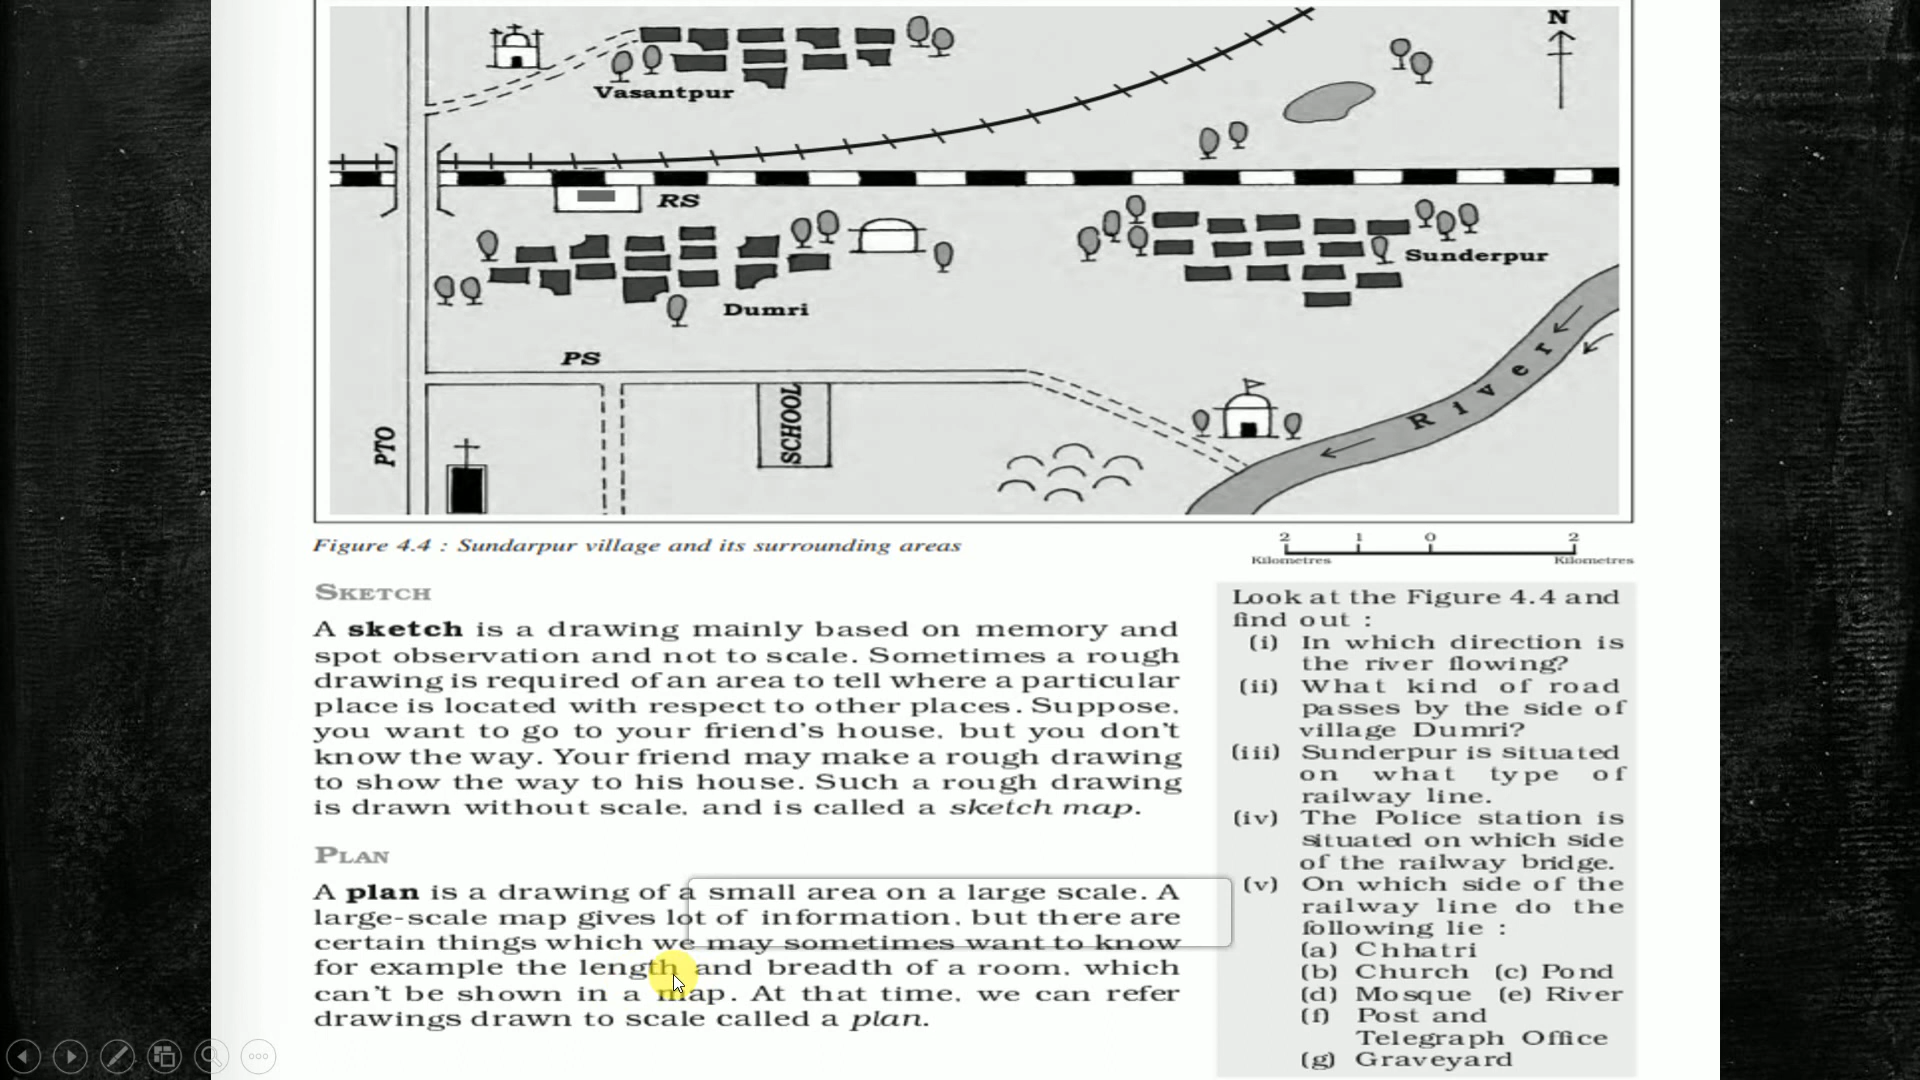 N
Vasantpur
RS
Sunderpur
Dumri
PS
River
PTO
SCHOOL
Figure 4.4 : Sundarpur village and its surrounding areas
2 1 0 2
Kilometres Kilometres
SKETCH
A sketch is a drawing mainly based on memory and
spot observation and not to scale. Sometimes a rough
drawing is required of an area to tell where a particular
place is located with respect to other places. Suppose,
you want to go to your friend's house, but you don't
know the way. Your friend may make a rough drawing
to show the way to his house. Such a rough drawing
is drawn without scale, and is called a sketch map.
PLAN
A plan is a drawing of a small area on a large scale. A
large-scale map gives lot of information, but there are
certain things which we may sometimes want to know
for example the length and breadth of a room, which
can't be shown in a map. At that time, we can refer
drawings drawn to scale called a plan.
Look at the Figure 4.4 and
find out :
(i) In which direction is
the river flowing?
(ii) What kind of road
passes by the side of
village Dumri?
(iii) Sunderpur is situated
on what type of
railway line.
(iv) The Police station is
situated on which side
of the railway bridge.
(v) On which side of the
railway line do the
following lie :
(a) Chhatri
(b) Church (c) Pond
(d) Mosque (e) River
(f) Post and
Telegraph Office
(g) Graveyard